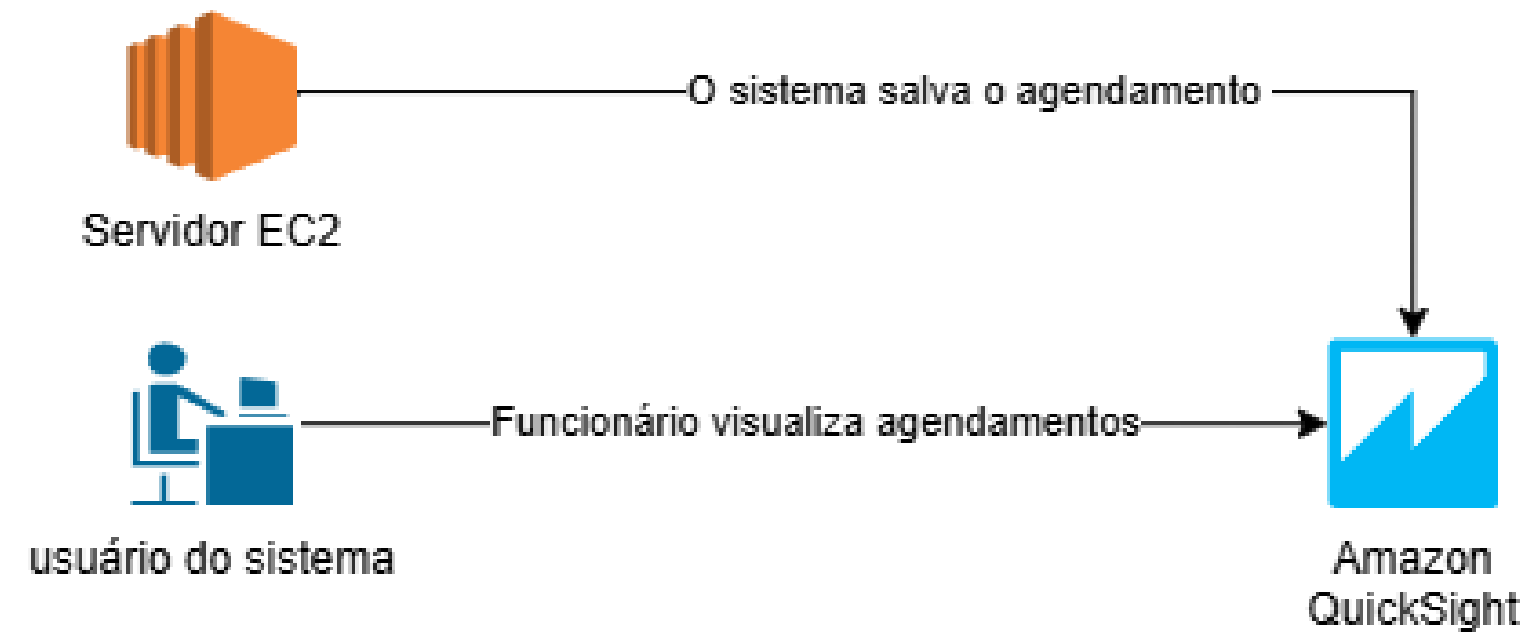 O sistema salva o agendamento
Servidor EC2
Funcionário visualiza agendamentos
usuário do sistema
Amazon
QuickSight